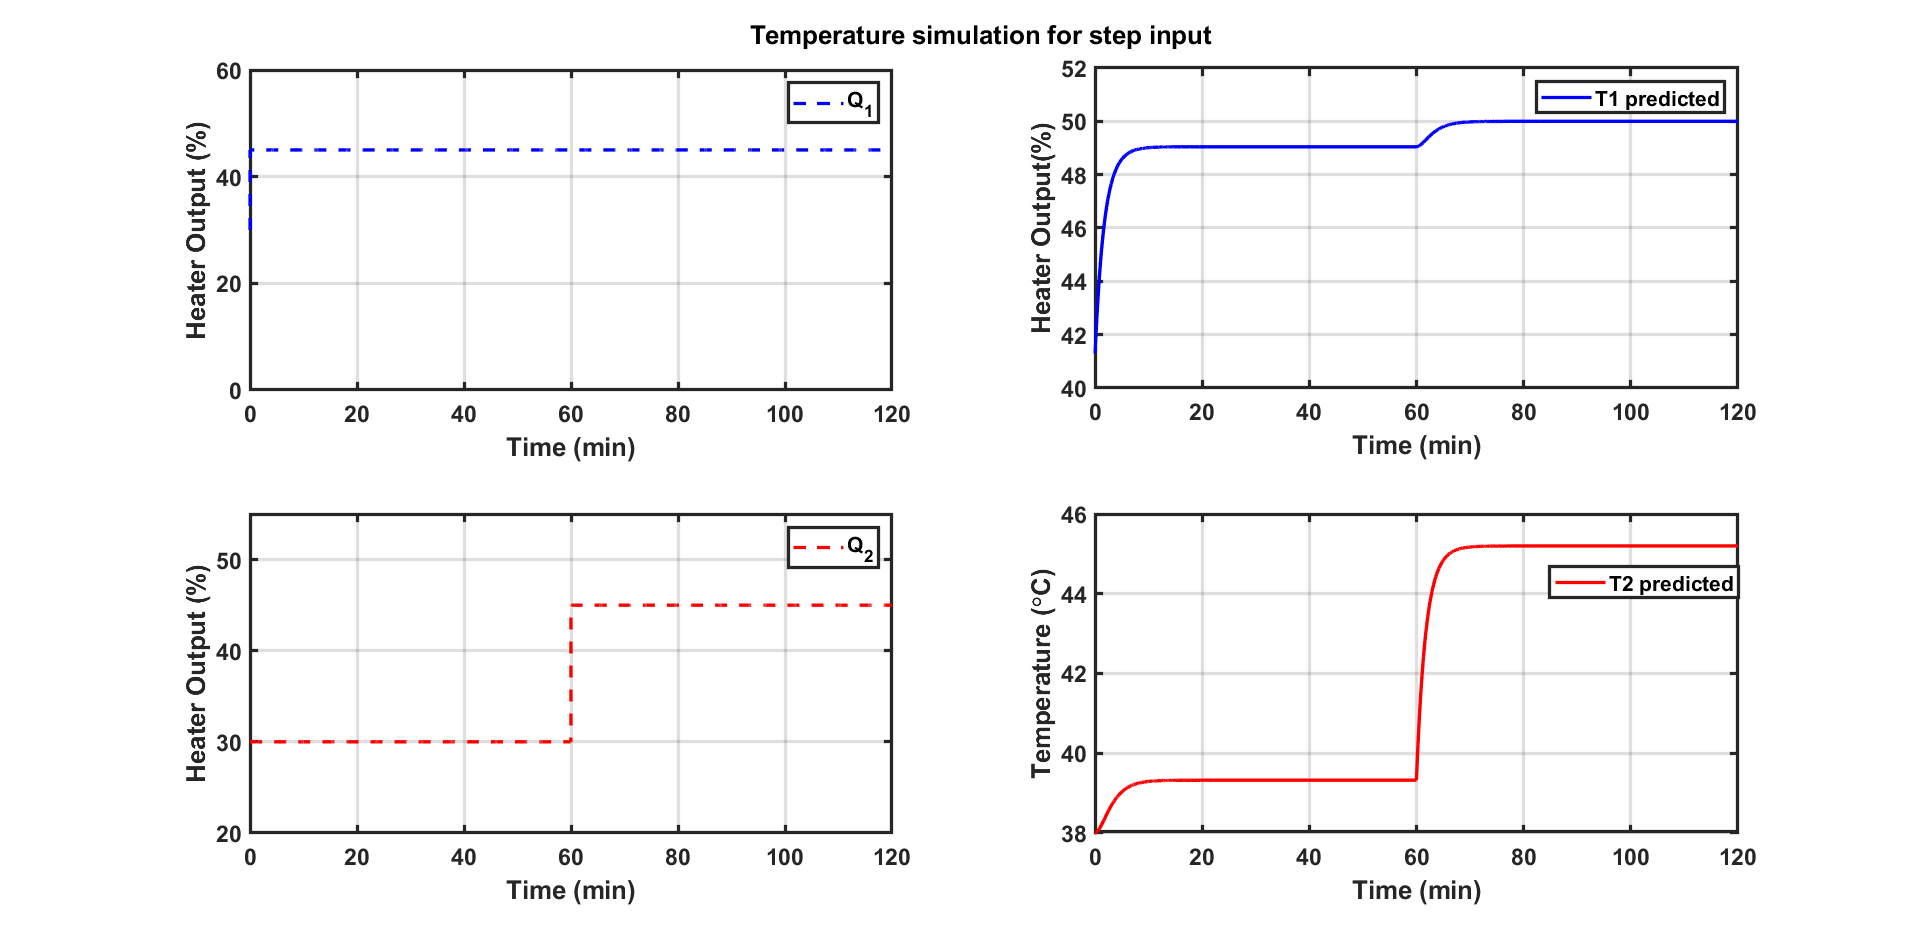 Temperature simulation for step input
60
40
20
0
Heater Output (%)
Q1
0 20 40 60 80 100 120
Time (min)
52
50
48
46
44
42
40
Heater Output(%)
T1 predicted
0 20 40 60 80 100 120
Time (min)
50
40
30
20
Heater Output (%)
Q2
0 20 40 60 80 100 120
Time (min)
46
44
42
40
38
Temperature (°C)
T2 predicted
0 20 40 60 80 100 120
Time (min)